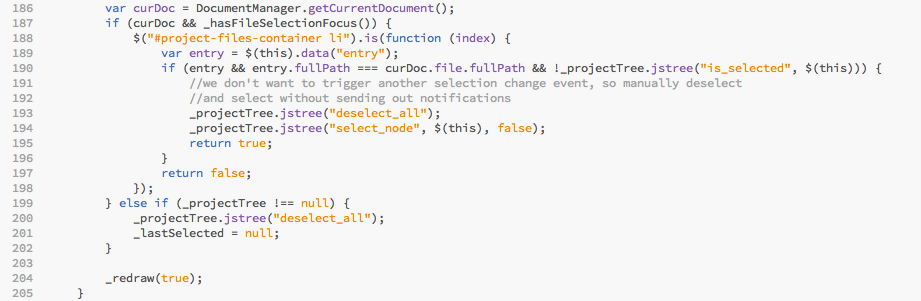 186 var curDoc = DocumentManager.getCurrentDocument();
187 if (curDoc && _hasFileSelectionFocus()) {
188 $("#project-files-container li").is(function (index) {
189 var entry = $(this).data("entry");
190 if (entry && entry.fullPath === curDoc.file.fullPath && !_projectTree.jstree("is_selected", $(this))) {
191 //we don't want to trigger another selection change event, so manually deselect
192 //and select without sending out notifications
193 _projectTree.jstree("deselect_all");
194 _projectTree.jstree("select_node", $(this), false);
195 return true;
196 }
197 return false;
198 });
199 } else if (_projectTree !== null) {
200 _projectTree.jstree("deselect_all");
201 _lastSelected = null;
202 }
203
204 _redraw(true);
205 }